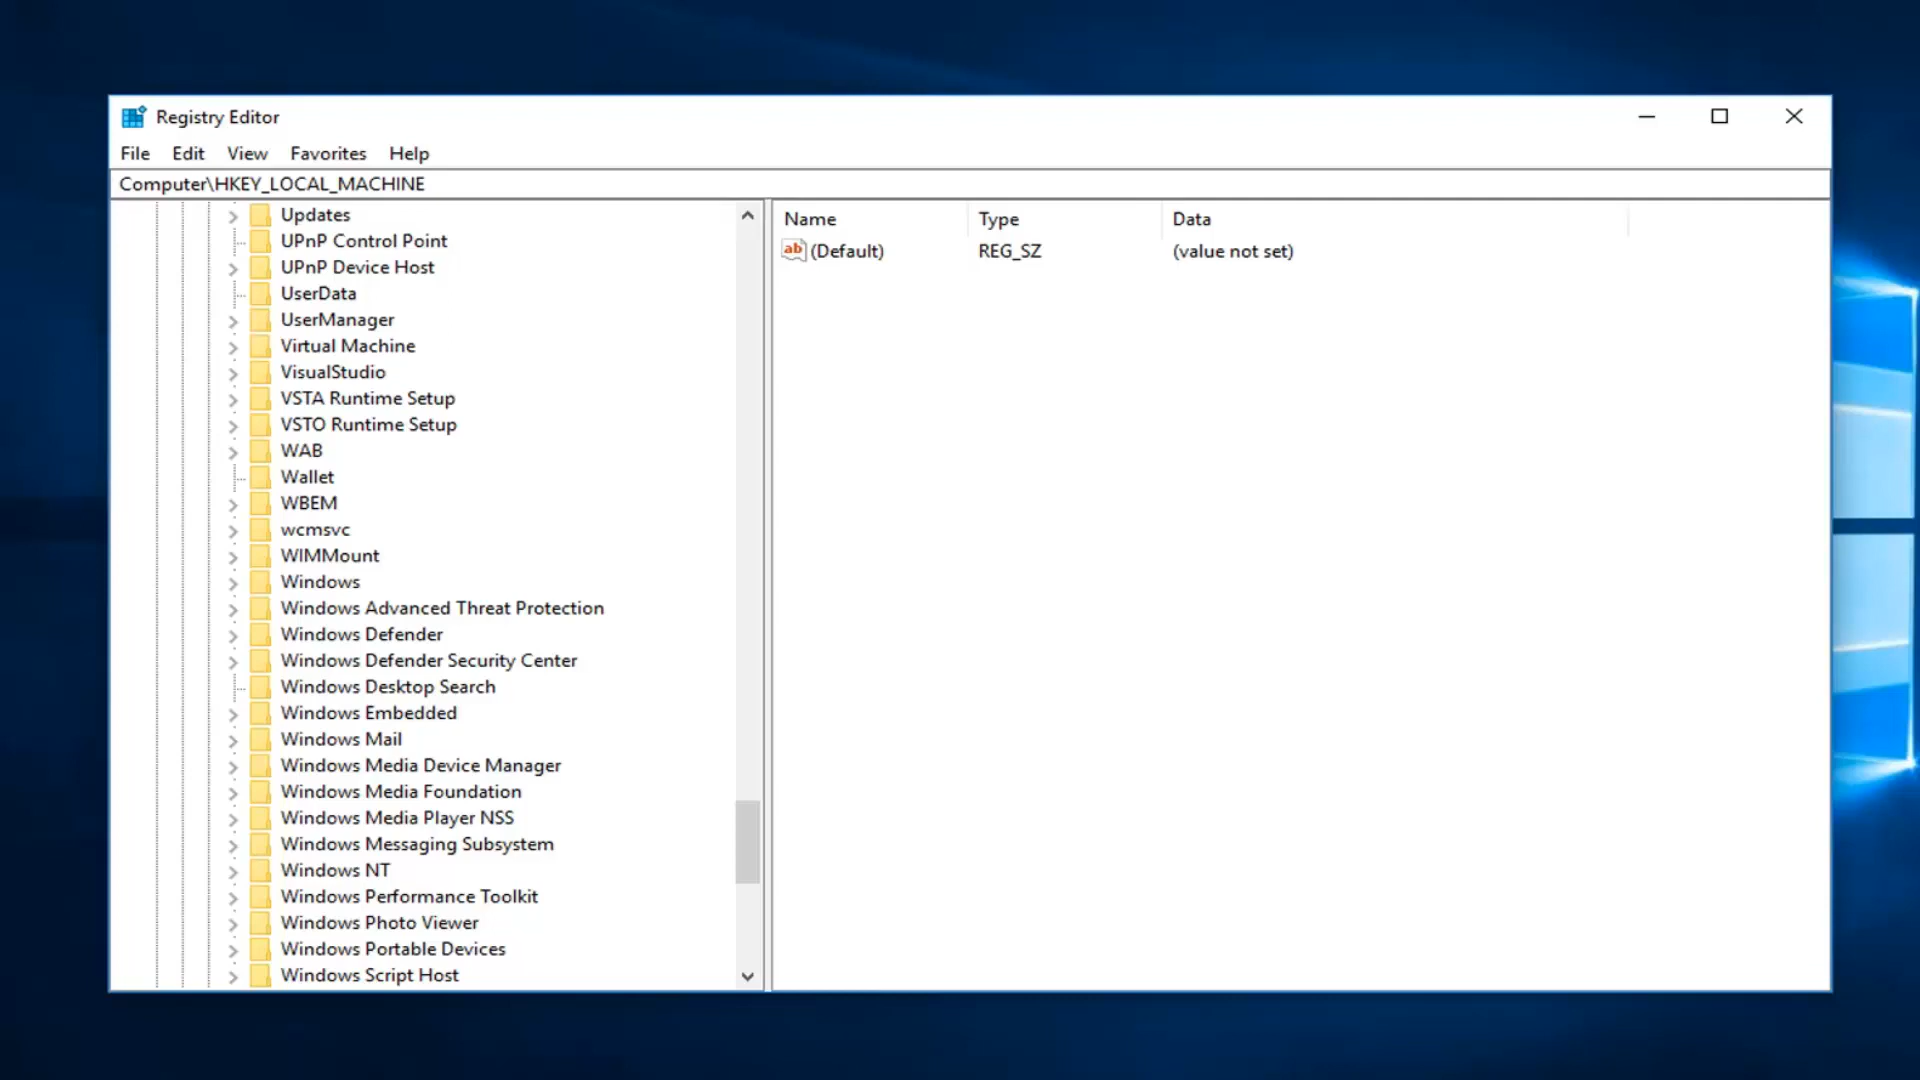 Registry Editor
File Edit View Favorites Help
Computer\HKEY_LOCAL_MACHINE
Updates
UPnP Control Point
UPnP Device Host
UserData
UserManager
Virtual Machine
VisualStudio
VSTA Runtime Setup
VSTO Runtime Setup
WAB
Wallet
WBEM
wcmsvc
WIMMount
Windows
Windows Advanced Threat Protection
Windows Defender
Windows Defender Security Center
Windows Desktop Search
Windows Embedded
Windows Mail
Windows Media Device Manager
Windows Media Foundation
Windows Media Player NSS
Windows Messaging Subsystem
Windows NT
Windows Performance Toolkit
Windows Photo Viewer
Windows Portable Devices
Windows Script Host
Name Type Data
ab (Default) REG_SZ (value not set)